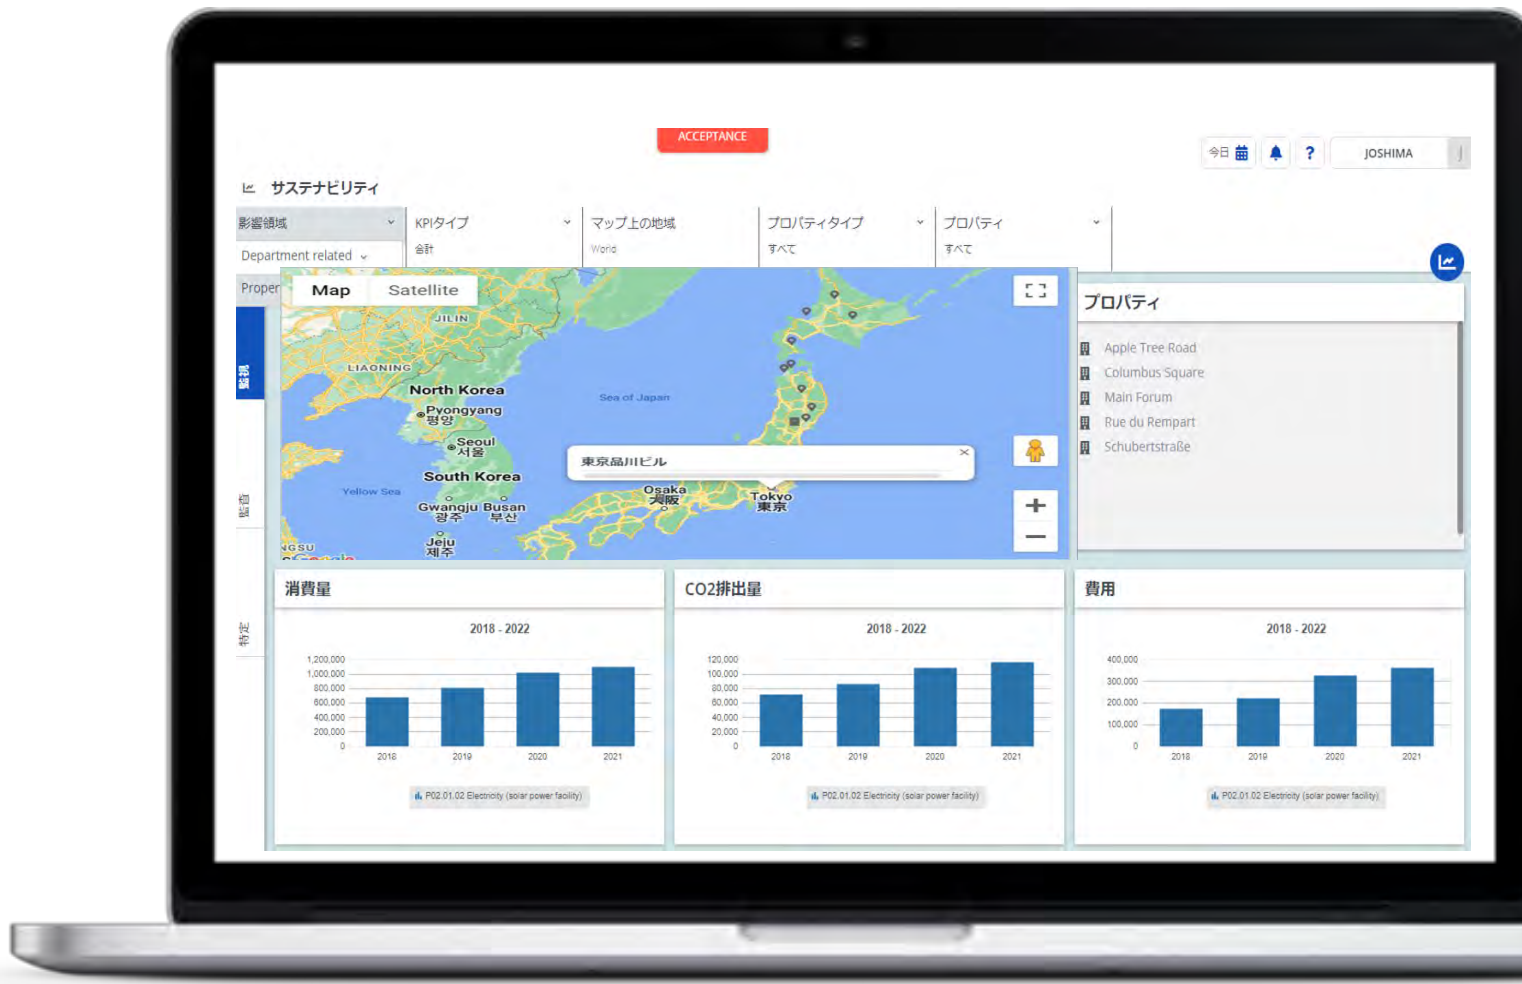 ACCEPTANCE
今日
?
JOSHIMA
J
サステナビリティ
影響領域
KPIタイプ
マップ上の地域
プロパティタイプ
プロパティ
Department related
合計
World
すべて
すべて
Proper
Map
Satellite
プロパティ
JILIN
LIAONING
North Korea
Pyongyang
평양
Sea of Japan
Seoul
서울
South Korea
Yellow Sea
Gwangju
광주
Busan
부산
Jeju
제주
NGSU
東京品川ビル
×
Osaka
大阪
Tokyo
東京
Apple Tree Road
Columbus Square
Main Forum
Rue du Rempart
Schubertstraße
監視
監査
特定
消費量
2018 - 2022
1,200,000
1,000,000
800,000
600,000
400,000
200,000
0
2018
2019
2020
2021
P02.01.02 Electricity (solar power facility)
CO2排出量
2018 - 2022
120,000
100,000
80,000
60,000
40,000
20,000
0
2018
2019
2020
2021
P02.01.02 Electricity (solar power facility)
費用
2018 - 2022
400,000
300,000
200,000
100,000
0
2018
2019
2020
2021
P02.01.02 Electricity (solar power facility)